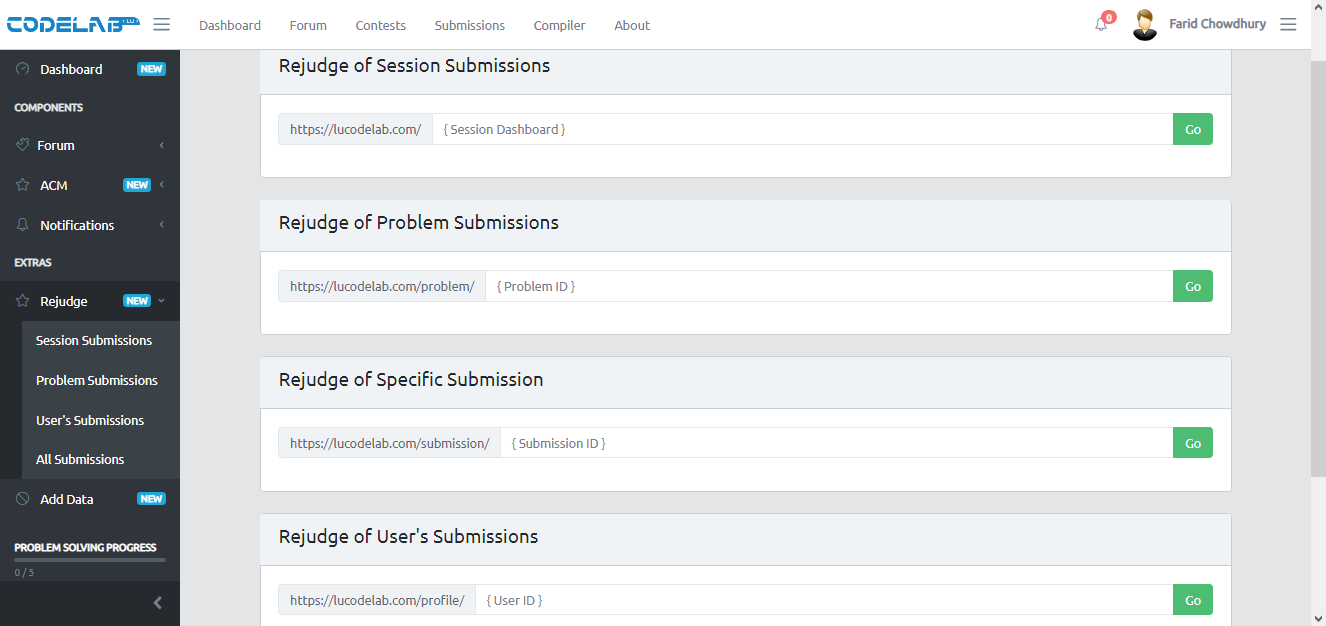 CODELAB LU
Dashboard
Forum
Contests
Submissions
Compiler
About
0
Farid Chowdhury
Dashboard NEW
COMPONENTS
Forum
ACM NEW
Notifications
EXTRAS
Rejudge NEW
Session Submissions
Problem Submissions
User's Submissions
All Submissions
Add Data NEW
PROBLEM SOLVING PROGRESS
0 / 5
Rejudge of Session Submissions
https://lucodelab.com/ { Session Dashboard } Go
Rejudge of Problem Submissions
https://lucodelab.com/problem/ { Problem ID } Go
Rejudge of Specific Submission
https://lucodelab.com/submission/ { Submission ID } Go
Rejudge of User's Submissions
https://lucodelab.com/profile/ { User ID } Go